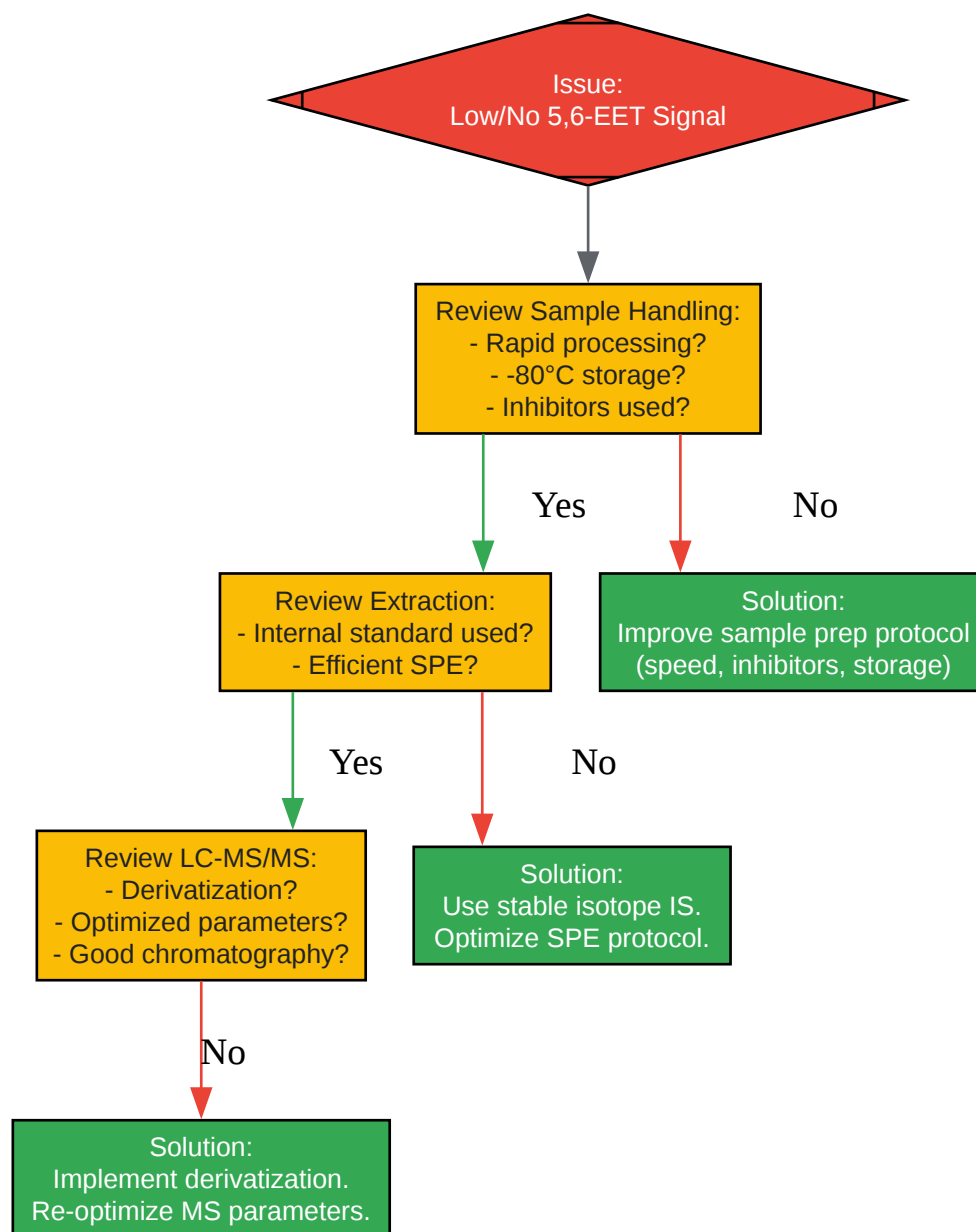 Issue:
Low/No 5,6-EET Signal
Review Sample Handling:
- Rapid processing?
- -80°C storage?
- Inhibitors used?
Yes
No
Review Extraction:
- Internal standard used?
- Efficient SPE?
Solution:
Improve sample prep protocol
(speed, inhibitors, storage)
Yes
No
Review LC-MS/MS:
- Derivatization?
- Optimized parameters?
- Good chromatography?
Solution:
Use stable isotope IS.
Optimize SPE protocol.
No
Solution:
Implement derivatization.
Re-optimize MS parameters.